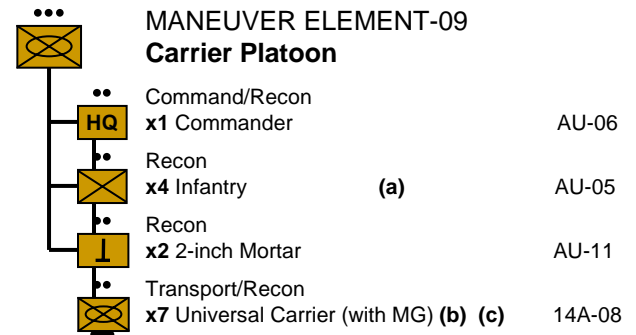 MANEUVER ELEMENT-09
Carrier Platoon
Command/Recon
HQ x1 Commander AU-06
Recon
x4 Infantry (a) AU-05
Recon
x2 2-inch Mortar AU-11
Transport/Recon
x7 Universal Carrier (with MG) (b) (c) 14A-08